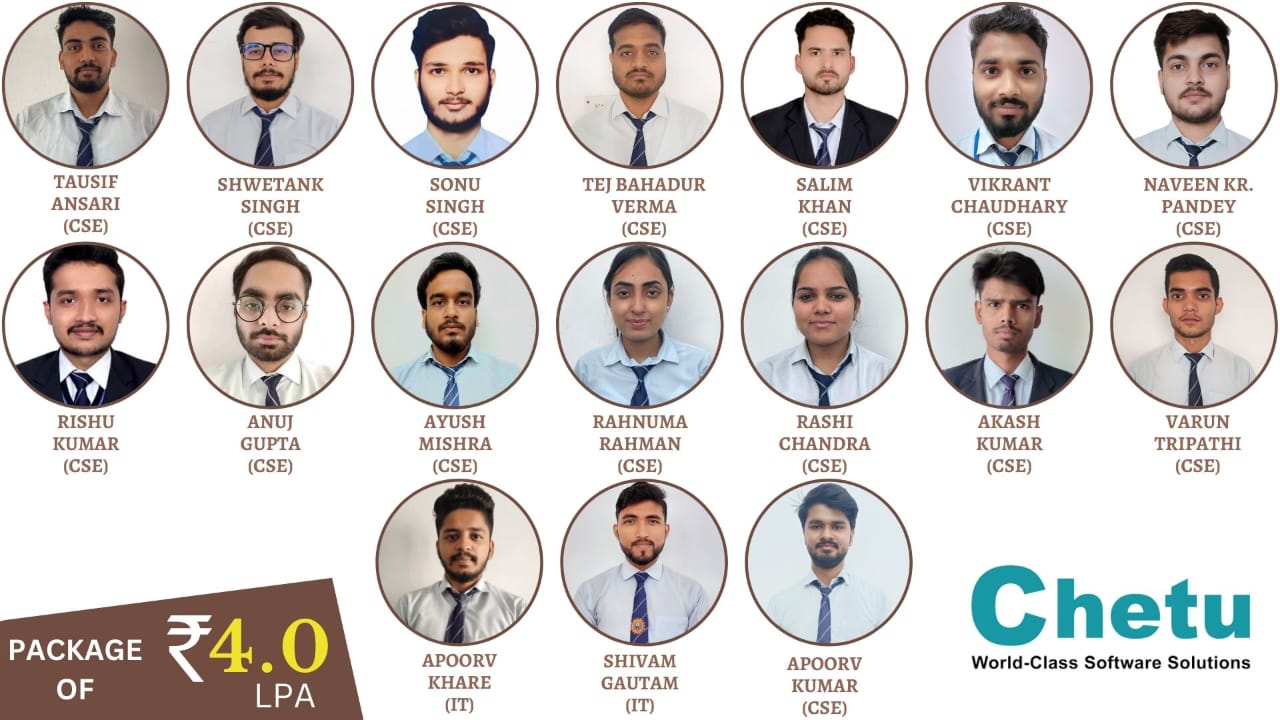 TAUSIF
ANSARI
(CSE)
SHWETANK
SINGH
(CSE)
SONU
SINGH
(CSE)
TEJ BAHADUR
VERMA
(CSE)
SALIM
KHAN
(CSE)
VIKRANT
CHAUDHARY
(CSE)
NAVEEN KR.
PANDEY
(CSE)
RISHU
KUMAR
(CSE)
ANUJ
GUPTA
(CSE)
AYUSH
MISHRA
(CSE)
RAHNUMA
RAHMAN
(CSE)
RASHI
CHANDRA
(CSE)
AKASH
KUMAR
(CSE)
VARUN
TRIPATHI
(CSE)
APOORV
KHARE
(IT)
SHIVAM
GAUTAM
(IT)
APOORV
KUMAR
(CSE)
PACKAGE
OF
₹4.0
LPA
Chetu
World-Class Software Solutions